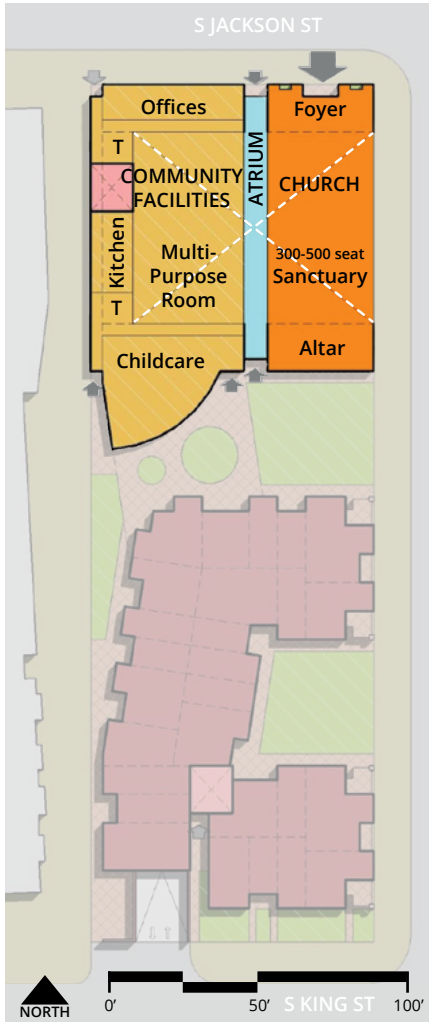 S JACKSON ST
Offices
Foyer
T
COMMUNITY
FACILITIES
ATRIUM
CHURCH
Kitchen
Multi-
Purpose
Room
300-500 seat
Sanctuary
T
Childcare
Altar
NORTH
0'
50'
S KING ST
100'